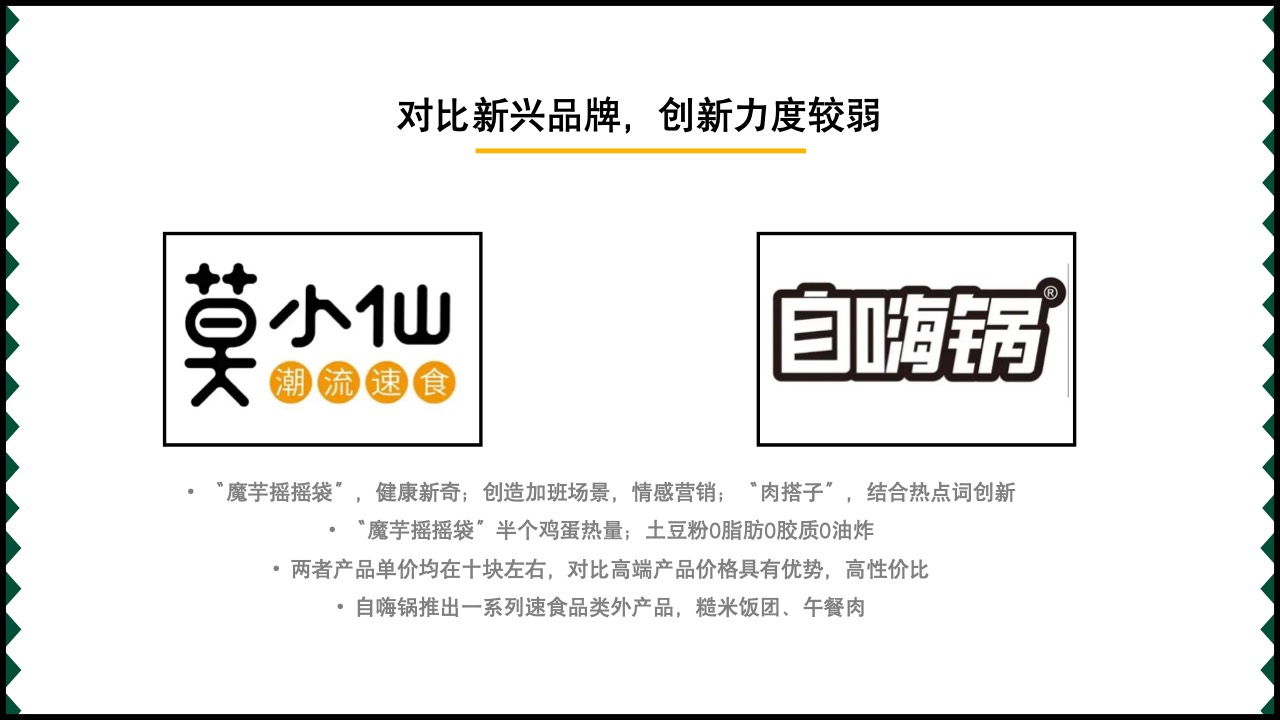 对比新兴品牌，创新力度较弱
莫小仙
潮流速食
自嗨锅®
• “魔芋摇摇袋”，健康新奇；创造加班场景，情感营销；“肉搭子”，结合热点词创新
• “魔芋摇摇袋”半个鸡蛋热量；土豆粉0脂肪0胶质0油炸
• 两者产品单价均在十块左右，对比高端产品价格具有优势，高性价比
• 自嗨锅推出一系列速食品类外产品，糙米饭团、午餐肉